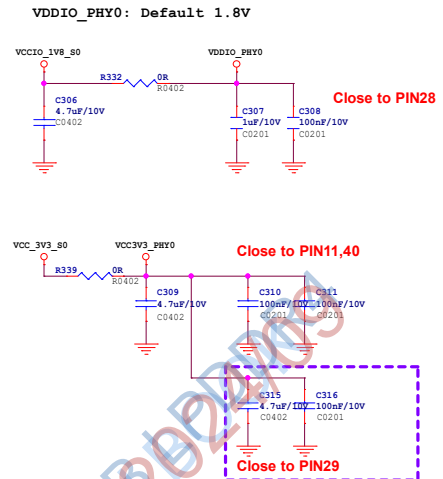 VDDIO_PHY0: Default 1.8V
VCCIO_1V8_S0
VDDIO_PHY0
R332 0R
R0402
C306
4.7uF/10V
C0402
C307
1uF/10V
C0201
C308
100nF/10V
C0201
Close to PIN28
VCC_3V3_S0
VCC3V3_PHY0
Close to PIN11,40
R339 0R
R0402
C309
4.7uF/10V
C0402
C310
100nF/10V
C0201
C311
100nF/10V
C0201
C315
4.7uF/10V
C0402
C316
100nF/10V
C0201
Close to PIN29